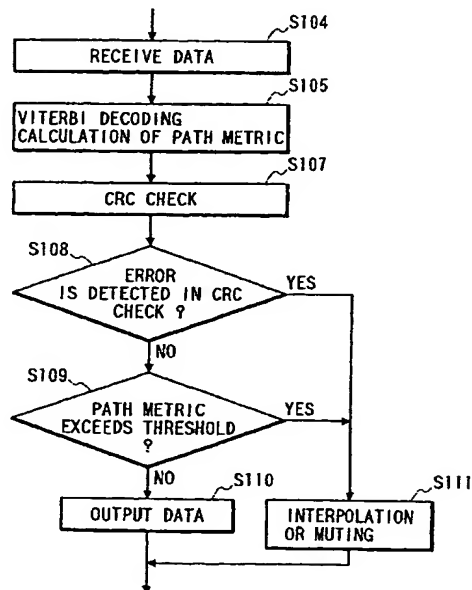 S104
RECEIVE DATA
S105
VITERBI DECODING
CALCULATION OF PATH METRIC
S107
CRC CHECK
S108
ERROR
IS DETECTED IN CRC
CHECK ?
YES
NO
S109
PATH METRIC
EXCEEDS THRESHOLD
?
YES
NO
S110
OUTPUT DATA
S111
INTERPOLATION
OR MUTING